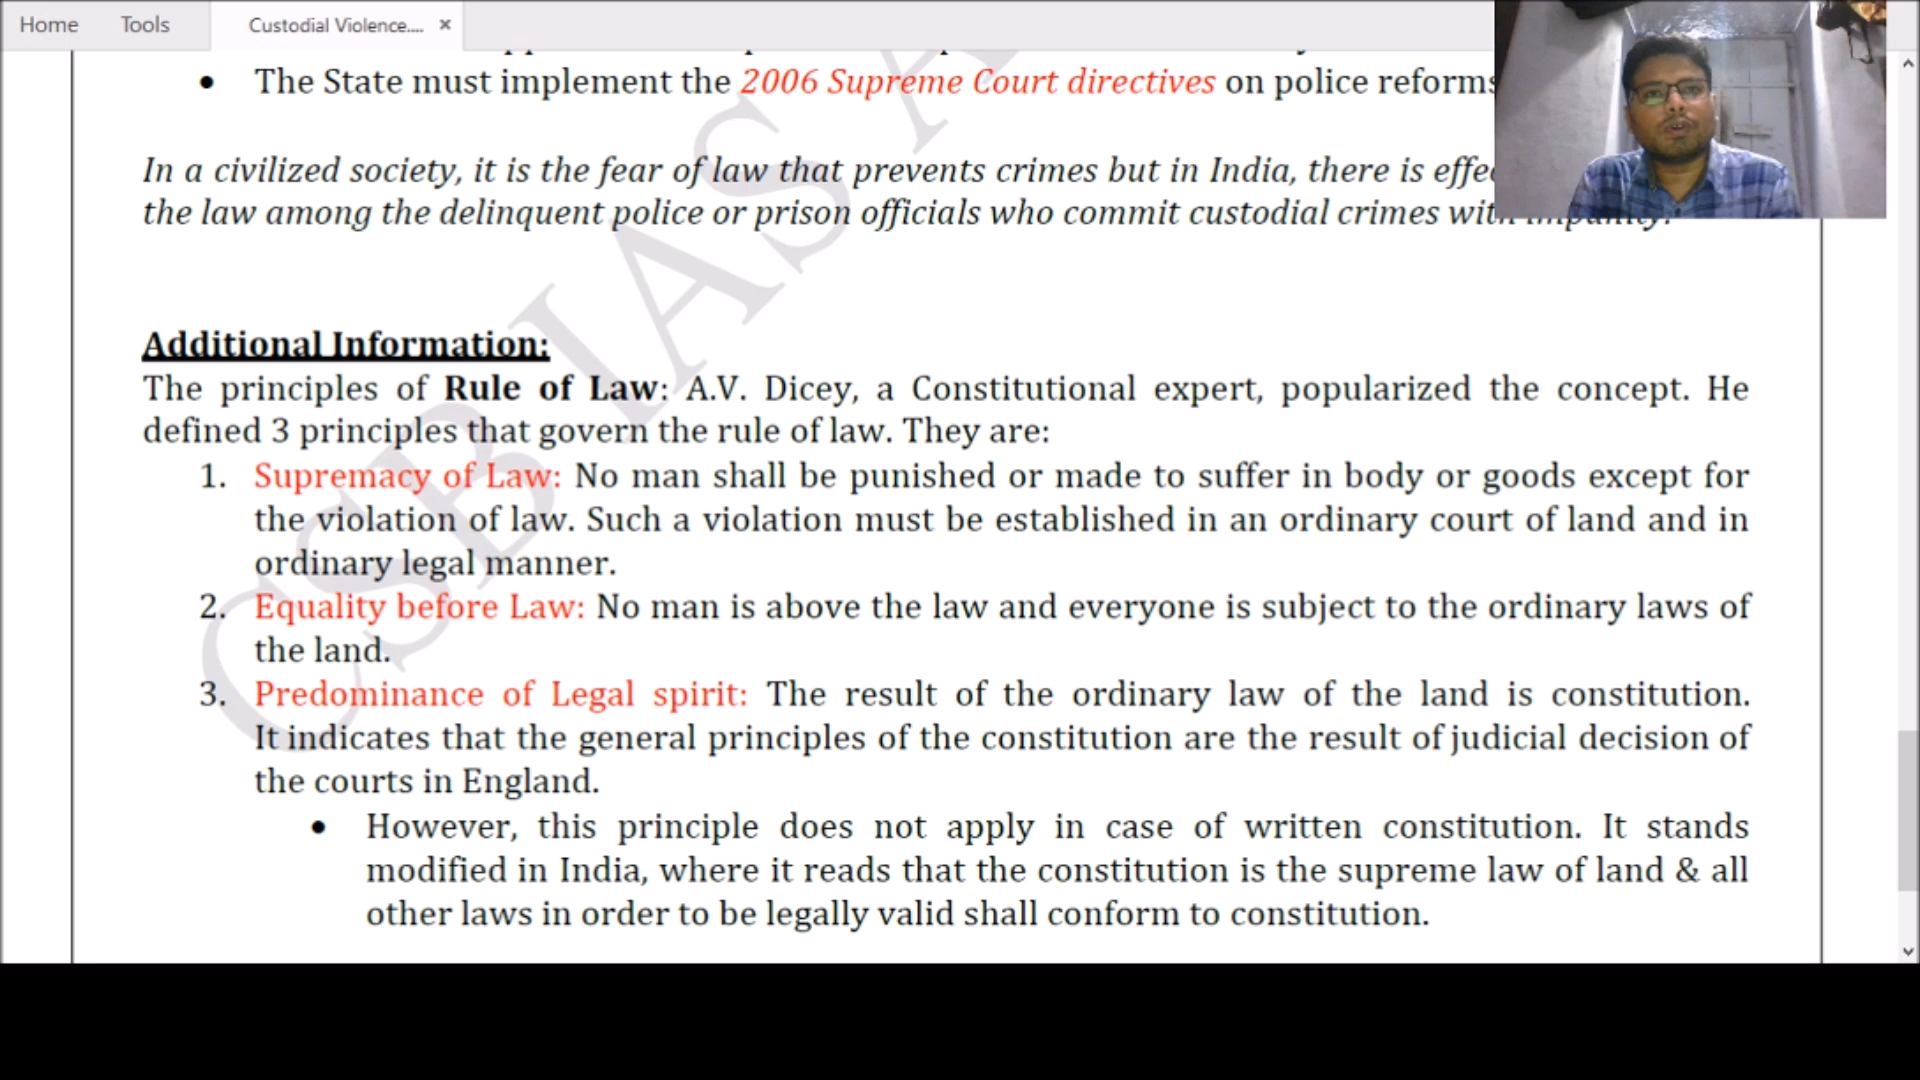 Home Tools Custodial Violence.... ×
• The State must implement the 2006 Supreme Court directives on police reforms
In a civilized society, it is the fear of law that prevents crimes but in India, there is
the law among the delinquent police or prison officials who commit custodial crimes with impunity.
Additional Information:
The principles of Rule of Law: A.V. Dicey, a Constitutional expert, popularized the concept. He
defined 3 principles that govern the rule of law. They are:
1. Supremacy of Law: No man shall be punished or made to suffer in body or goods except for
the violation of law. Such a violation must be established in an ordinary court of land and in
ordinary legal manner.
2. Equality before Law: No man is above the law and everyone is subject to the ordinary laws of
the land.
3. Predominance of Legal spirit: The result of the ordinary law of the land is constitution.
It indicates that the general principles of the constitution are the result of judicial decision of
the courts in England.
• However, this principle does not apply in case of written constitution. It stands
modified in India, where it reads that the constitution is the supreme law of land & all
other laws in order to be legally valid shall conform to constitution.
CSB IAS A